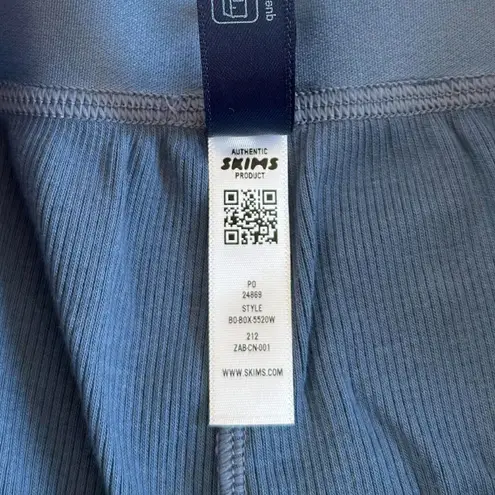 AUTHENTIC
SKIMS
PRODUCT
PO
24869
STYLE
BO-BOX-5520W
212
ZAB-CN-001
WWW.SKIMS.COM